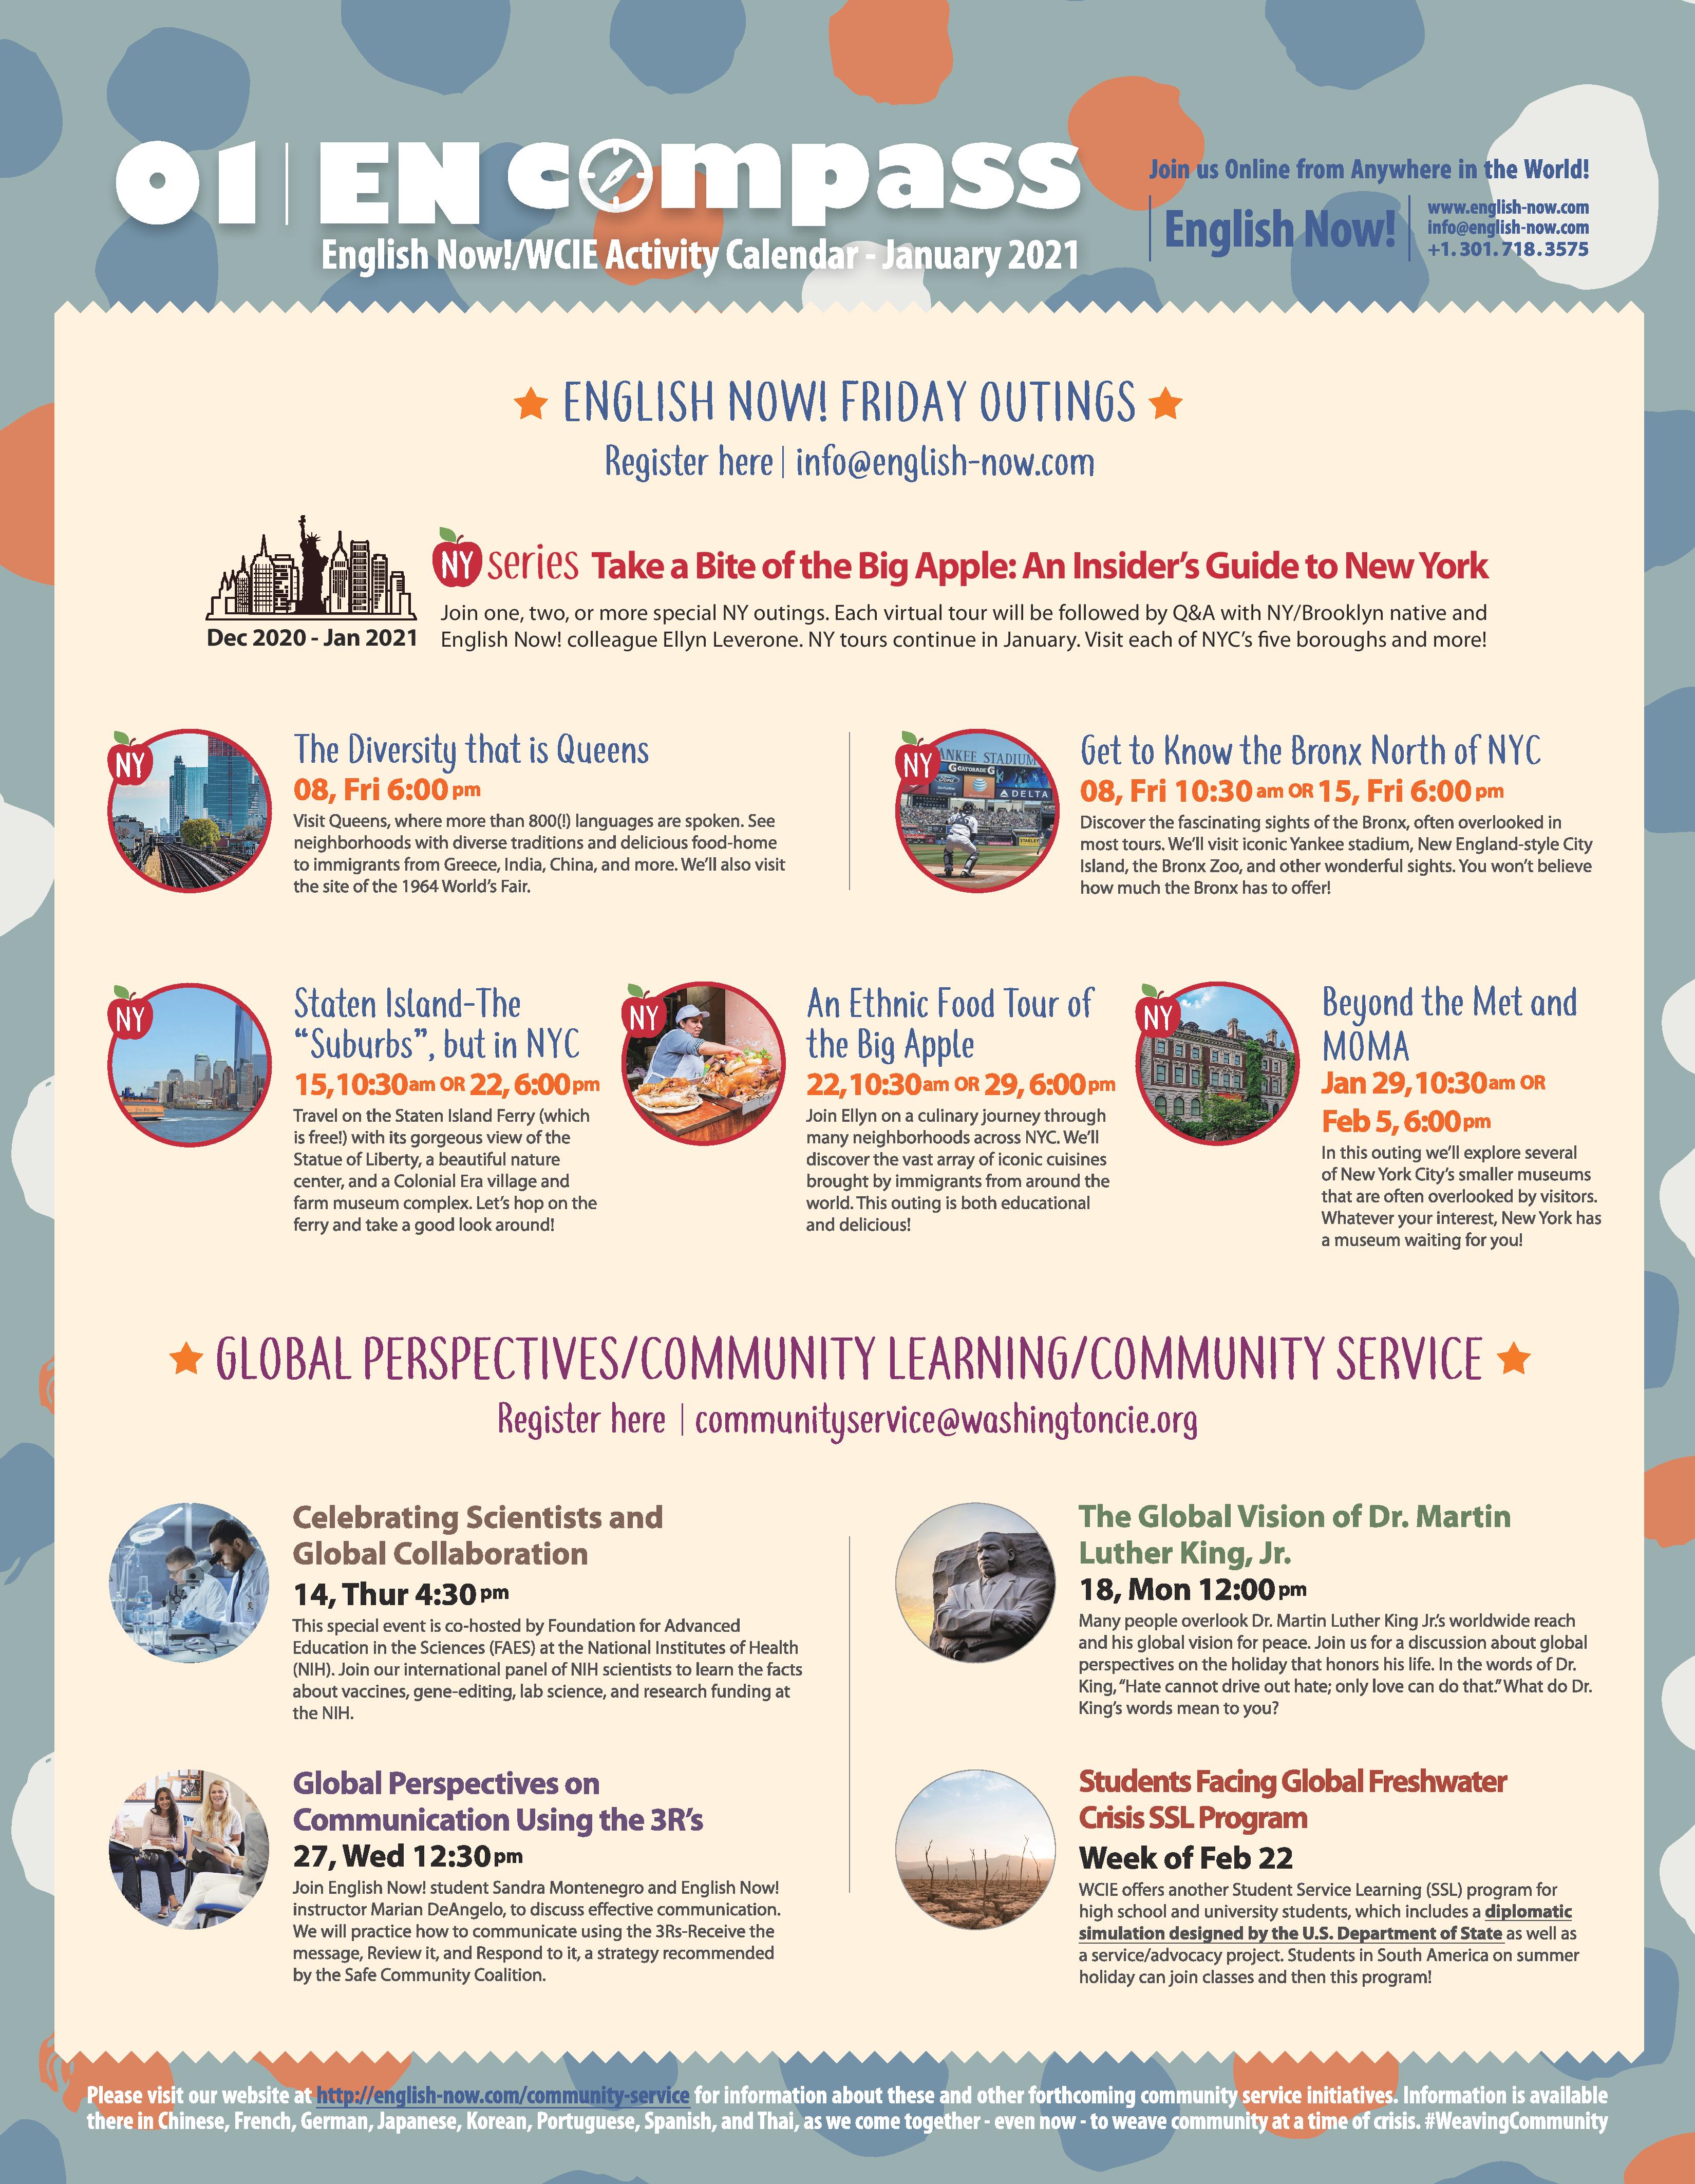 01 | EN compass
English Now!/WCIE Activity Calendar - January 2021
Join us Online from Anywhere in the World!
English Now!
www.english-now.com
info@english-now.com
+1. 301. 718. 3575
ENGLISH NOW! FRIDAY OUTINGS
Register here | info@english-now.com
Dec 2020 - Jan 2021
NY series Take a Bite of the Big Apple: An Insider's Guide to New York
Join one, two, or more special NY outings. Each virtual tour will be followed by Q&A with NY/Brooklyn native and
English Now! colleague Ellyn Leverone. NY tours continue in January. Visit each of NYC's five boroughs and more!
NY
The Diversity that is Queens
08, Fri 6:00 pm
Visit Queens, where more than 800(!) languages are spoken. See
neighborhoods with diverse traditions and delicious food-home
to immigrants from Greece, India, China, and more. We'll also visit
the site of the 1964 World's Fair.
NY
ANKEE STADIUM
GATORADE
Ford
AT&T
DELTA
STANLEY
Get to Know the Bronx North of NYC
08, Fri 10:30 am OR 15, Fri 6:00 pm
Discover the fascinating sights of the Bronx, often overlooked in
most tours. We'll visit iconic Yankee stadium, New England-style City
Island, the Bronx Zoo, and other wonderful sights. You won't believe
how much the Bronx has to offer!
NY
Staten Island-The
“Suburbs”, but in NYC
15, 10:30 am OR 22, 6:00 pm
Travel on the Staten Island Ferry (which
is free!) with its gorgeous view of the
Statue of Liberty, a beautiful nature
center, and a Colonial Era village and
farm museum complex. Let's hop on the
ferry and take a good look around!
NY
An Ethnic Food Tour of
the Big Apple
22, 10:30 am OR 29, 6:00 pm
Join Ellyn on a culinary journey through
many neighborhoods across NYC. We'll
discover the vast array of iconic cuisines
brought by immigrants from around the
world. This outing is both educational
and delicious!
NY
Beyond the Met and
MOMA
Jan 29, 10:30 am OR
Feb 5, 6:00 pm
In this outing we'll explore several
of New York City's smaller museums
that are often overlooked by visitors.
Whatever your interest, New York has
a museum waiting for you!
GLOBAL PERSPECTIVES/COMMUNITY LEARNING/COMMUNITY SERVICE
Register here | communityservice@washingtoncie.org
Celebrating Scientists and
Global Collaboration
14, Thur 4:30 pm
This special event is co-hosted by Foundation for Advanced
Education in the Sciences (FAES) at the National Institutes of Health
(NIH). Join our international panel of NIH scientists to learn the facts
about vaccines, gene-editing, lab science, and research funding at
the NIH.
The Global Vision of Dr. Martin
Luther King, Jr.
18, Mon 12:00 pm
Many people overlook Dr. Martin Luther King Jr.'s worldwide reach
and his global vision for peace. Join us for a discussion about global
perspectives on the holiday that honors his life. In the words of Dr.
King, “Hate cannot drive out hate; only love can do that.” What do Dr.
King's words mean to you?
Global Perspectives on
Communication Using the 3R's
27, Wed 12:30 pm
Join English Now! student Sandra Montenegro and English Now!
instructor Marian DeAngelo, to discuss effective communication.
We will practice how to communicate using the 3Rs-Receive the
message, Review it, and Respond to it, a strategy recommended
by the Safe Community Coalition.
Students Facing Global Freshwater
Crisis SSL Program
Week of Feb 22
WCIE offers another Student Service Learning (SSL) program for
high school and university students, which includes a diplomatic
simulation designed by the U.S. Department of State as well as
a service/advocacy project. Students in South America on summer
holiday can join classes and then this program!
Please visit our website at http://english-now.com/community-service for information about these and other forthcoming community service initiatives. Information is available
there in Chinese, French, German, Japanese, Korean, Portuguese, Spanish, and Thai, as we come together - even now - to weave community at a time of crisis. #WeavingCommunity